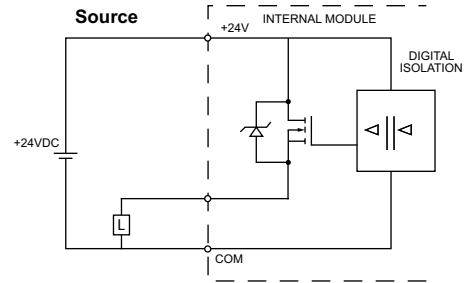 Source
INTERNAL MODULE
+24V
DIGITAL
ISOLATION
+24VDC
L
COM